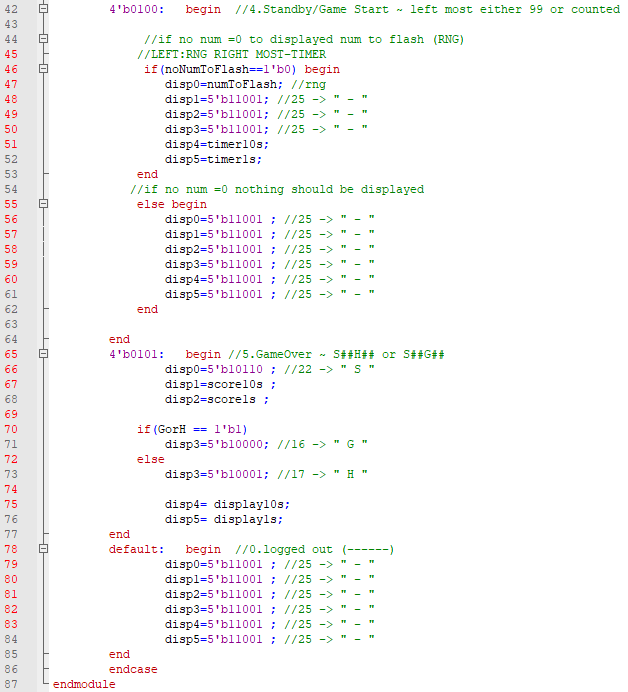 42 4'b0100: begin //4.Standby/Game Start ~ left most either 99 or counted
43
44 //if no num =0 to displayed num to flash (RNG)
45 //LEFT:RNG RIGHT MOST-TIMER
46 if(noNumToFlash==1'b0) begin
47 disp0=numToFlash; //rng
48 disp1=5'b11001; //25 -> " - "
49 disp2=5'b11001; //25 -> " - "
50 disp3=5'b11001; //25 -> " - "
51 disp4=timer10s;
52 disp5=timer1s;
53 end
54 //if no num =0 nothing should be displayed
55 else begin
56 disp0=5'b11001 ; //25 -> " - "
57 disp1=5'b11001 ; //25 -> " - "
58 disp2=5'b11001 ; //25 -> " - "
59 disp3=5'b11001 ; //25 -> " - "
60 disp4=5'b11001 ; //25 -> " - "
61 disp5=5'b11001 ; //25 -> " - "
62 end
63
64 end
65 4'b0101: begin //5.GameOver ~ S##H## or S##G##
66 disp0=5'b10110 ; //22 -> " S "
67 disp1=score10s ;
68 disp2=score1s ;
69
70 if(GorH == 1'b1)
71 disp3=5'b10000; //16 -> " G "
72 else
73 disp3=5'b10001; //17 -> " H "
74
75 disp4= display10s;
76 disp5= display1s;
77 end
78 default: begin //0.logged out (------)
79 disp0=5'b11001 ; //25 -> " - "
80 disp1=5'b11001 ; //25 -> " - "
81 disp2=5'b11001 ; //25 -> " - "
82 disp3=5'b11001 ; //25 -> " - "
83 disp4=5'b11001 ; //25 -> " - "
84 disp5=5'b11001 ; //25 -> " - "
85 end
86 endcase
87 endmodule